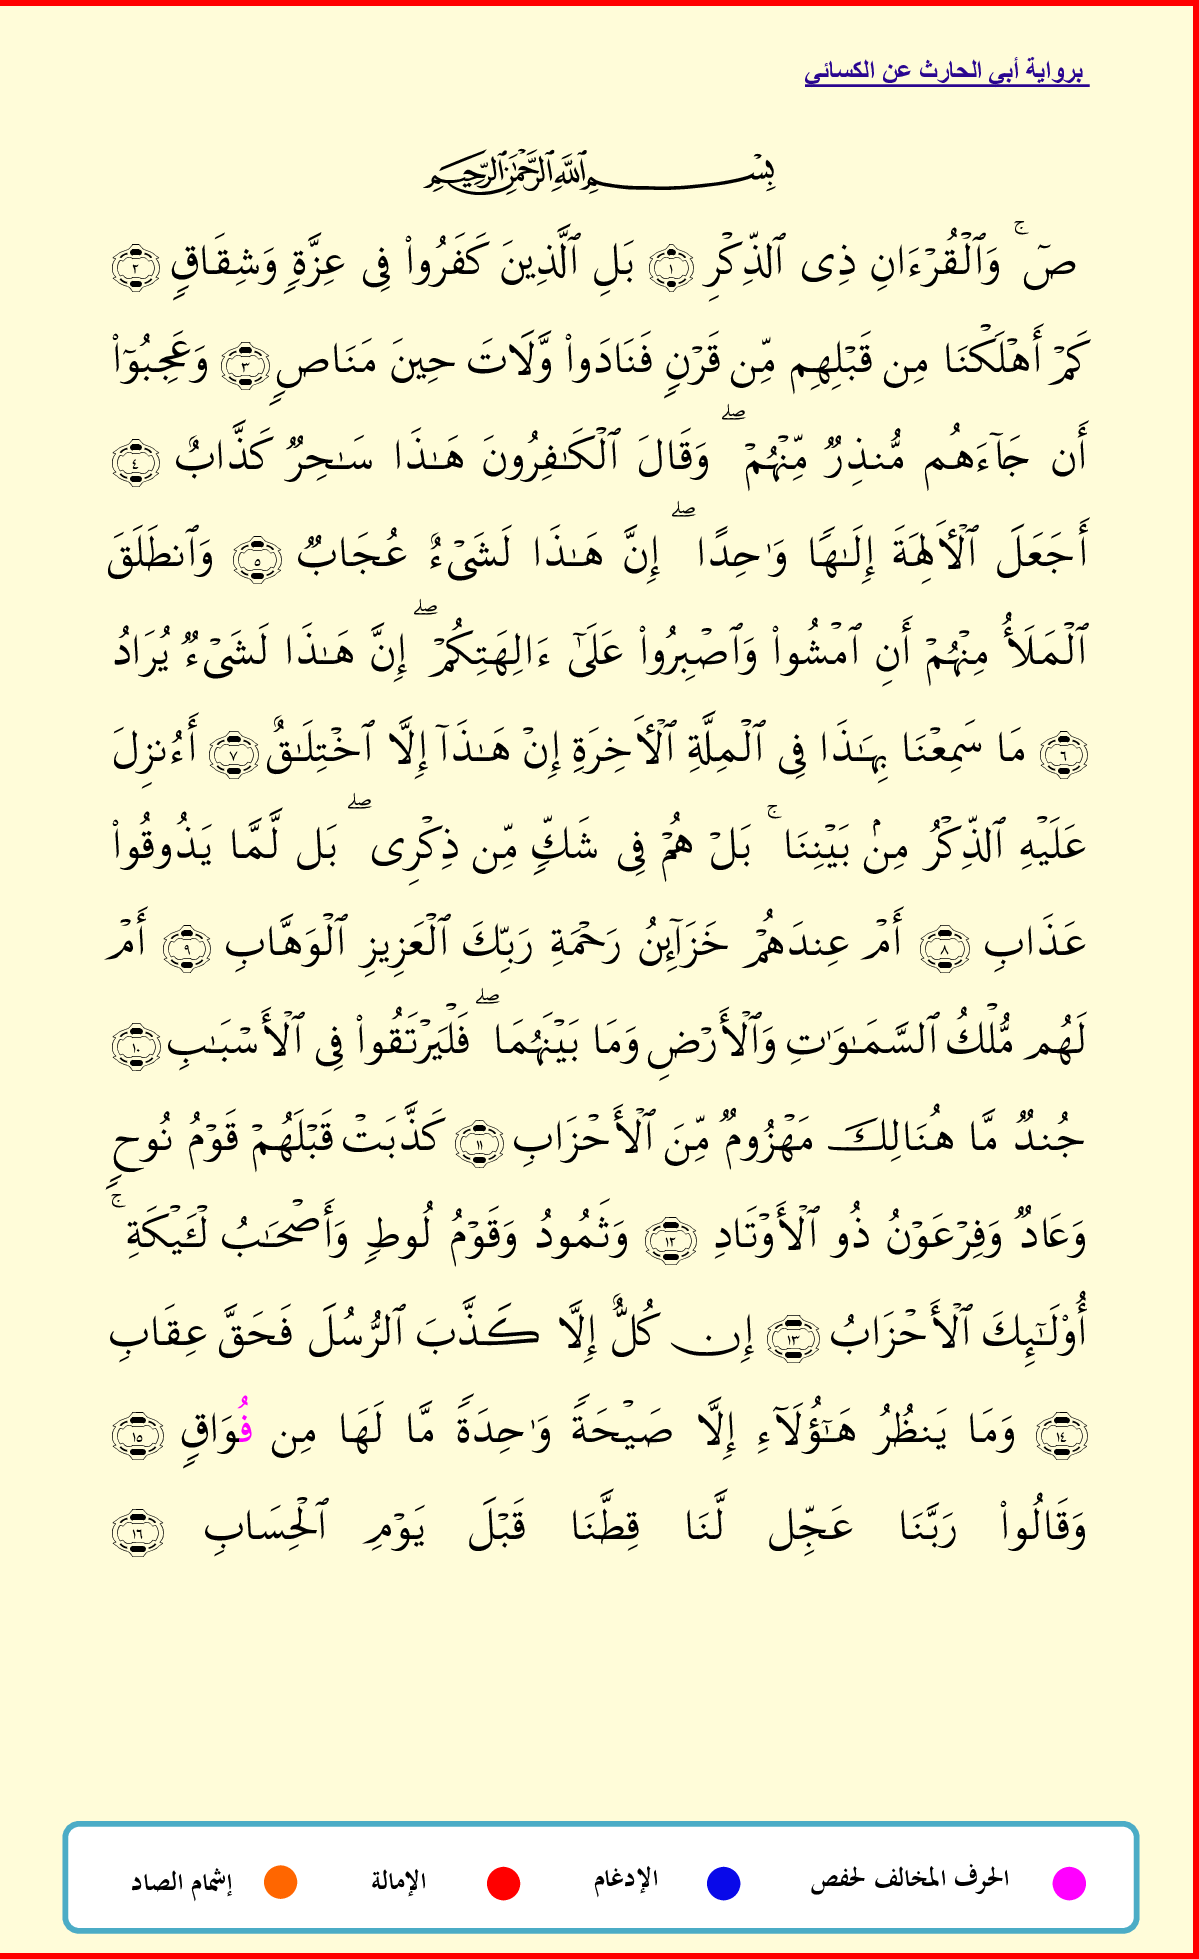 برواية أبي الحارث عن الكسائي
بِسْمِ ٱللَّهِ ٱلرَّحْمَٰنِ ٱلرَّحِيمِ
صٓ ۚ وَٱلْقُرْءَانِ ذِى ٱلذِّكْرِ ١ بَلِ ٱلَّذِينَ كَفَرُوا۟ فِى عِزَّةٍ وَشِقَاقٍ ٢
كَمْ أَهْلَكْنَا مِن قَبْلِهِم مِّن قَرْنٍ فَنَادَوا۟ وَّلَاتَ حِينَ مَنَاصٍ ٣ وَعَجِبُوٓا۟
أَن جَآءَهُم مُّنذِرٌ مِّنْهُمْ ۖ وَقَالَ ٱلْكَـٰفِرُونَ هَـٰذَا سَـٰحِرٌ كَذَّابٌ ٤
أَجَعَلَ ٱلْأَلِهَةَ إِلَـٰهًا وَٰحِدًا ۖ إِنَّ هَـٰذَا لَشَىْءٌ عُجَابٌ ٥ وَٱنطَلَقَ
ٱلْمَلَأُ مِنْهُمْ أَنِ ٱمْشُوا۟ وَٱصْبِرُوا۟ عَلَىٰٓ ءَالِهَتِكُمْ ۖ إِنَّ هَـٰذَا لَشَىْءٌ يُرَادُ
٦ مَا سَمِعْنَا بِهَـٰذَا فِى ٱلْمِلَّةِ ٱلْأَخِرَةِ إِنْ هَـٰذَآ إِلَّا ٱخْتِلَـٰقٌ ٧ أَءُنزِلَ
عَلَيْهِ ٱلذِّكْرُ مِنۢ بَيْنِنَا ۚ بَلْ هُمْ فِى شَكٍّ مِّن ذِكْرِى ۖ بَل لَّمَّا يَذُوقُوا۟
عَذَابِ ٨ أَمْ عِندَهُمْ خَزَآئِنُ رَحْمَةِ رَبِّكَ ٱلْعَزِيزِ ٱلْوَهَّابِ ٩ أَمْ
لَهُم مُّلْكُ ٱلسَّمَـٰوَٰتِ وَٱلْأَرْضِ وَمَا بَيْنَهُمَا ۖ فَلْيَرْتَقُوا۟ فِى ٱلْأَسْبَـٰبِ ١٠
جُندٌ مَّا هُنَالِكَ مَهْزُومٌ مِّنَ ٱلْأَحْزَابِ ١١ كَذَّبَتْ قَبْلَهُمْ قَوْمُ نُوحٍ
وَعَادٌ وَفِرْعَوْنُ ذُو ٱلْأَوْتَادِ ١٢ وَثَمُودُ وَقَوْمُ لُوطٍ وَأَصْحَـٰبُ لْـَٔيْكَةِ ۚ
أُو۟لَـٰٓئِكَ ٱلْأَحْزَابُ ١٣ إِن كُلٌّ إِلَّا كَذَّبَ ٱلرُّسُلَ فَحَقَّ عِقَابِ
١٤ وَمَا يَنظُرُ هَـٰٓؤُلَآءِ إِلَّا صَيْحَةً وَٰحِدَةً مَّا لَهَا مِن فُوَاقٍ ١٥
وَقَالُوا۟ رَبَّنَا عَجِّل لَّنَا قِطَّنَا قَبْلَ يَوْمِ ٱلْحِسَابِ ١٦
الحرف المخالف لحفص الإدغام الإمالة إشمام الصاد